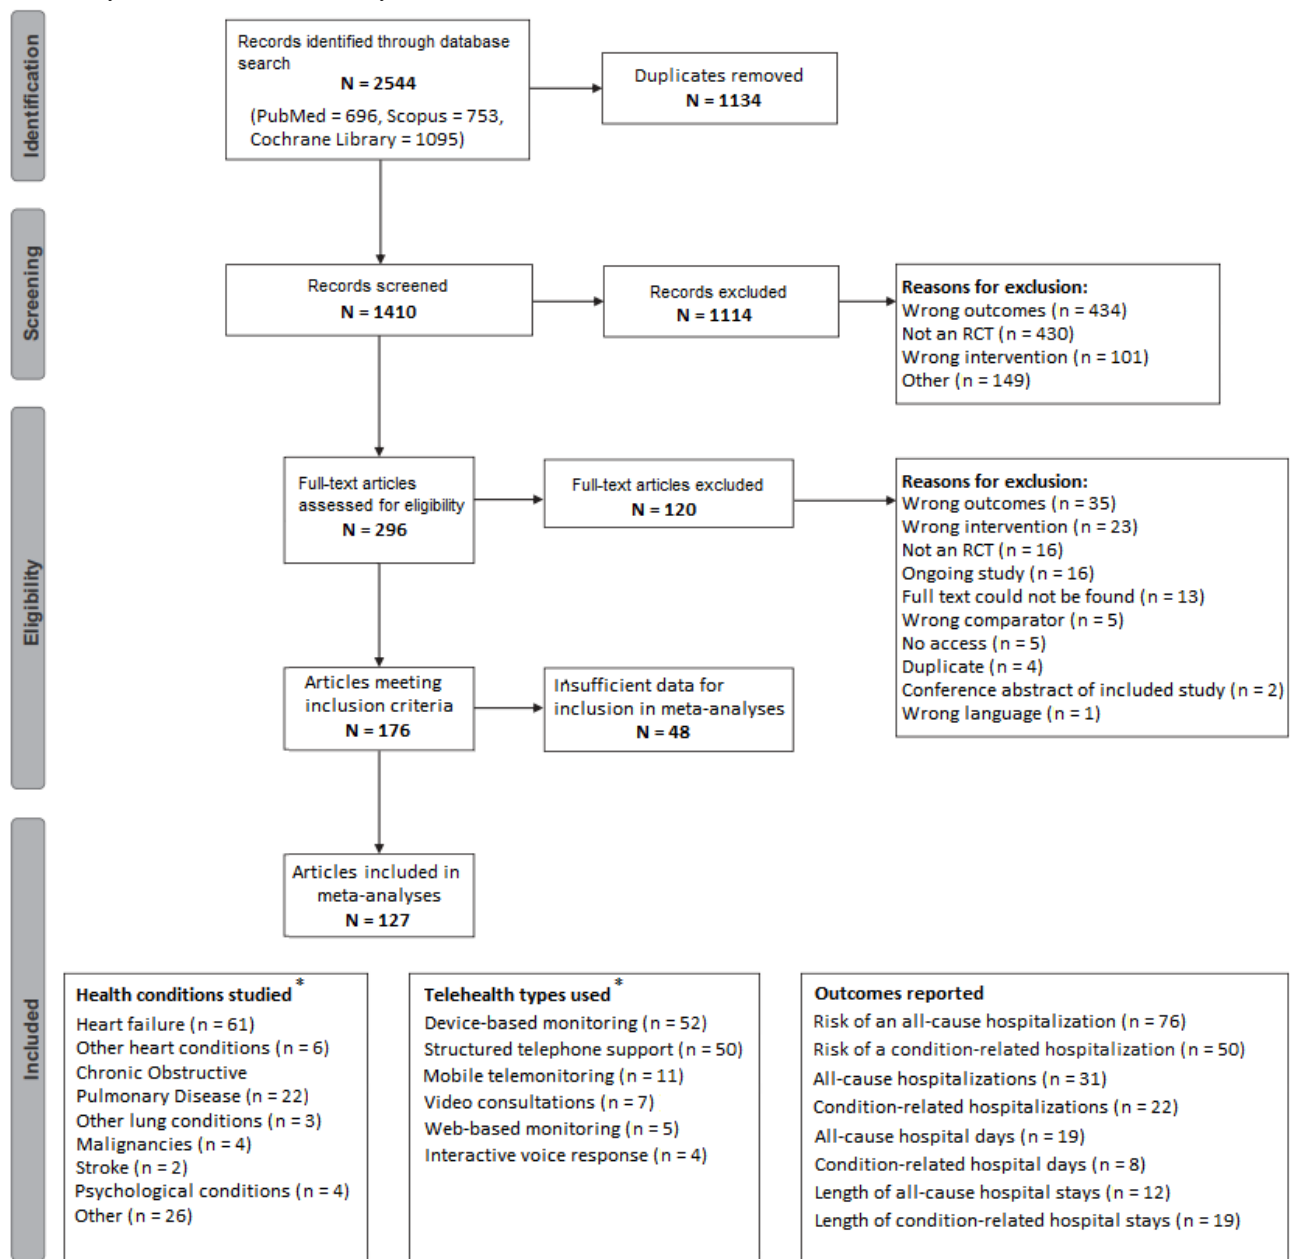 Identification
Records identified through database
search
N = 2544
(PubMed = 696, Scopus = 753,
Cochrane Library = 1095)
Duplicates removed
N = 1134
Screening
Records screened
N = 1410
Records excluded
N = 1114
Reasons for exclusion:
Wrong outcomes (n = 434)
Not an RCT (n = 430)
Wrong intervention (n = 101)
Other (n = 149)
Eligibility
Full-text articles
assessed for eligibility
N = 296
Full-text articles excluded
N = 120
Reasons for exclusion:
Wrong outcomes (n = 35)
Wrong intervention (n = 23)
Not an RCT (n = 16)
Ongoing study (n = 16)
Full text could not be found (n = 13)
Wrong comparator (n = 5)
No access (n = 5)
Duplicate (n = 4)
Conference abstract of included study (n = 2)
Wrong language (n = 1)
Articles meeting
inclusion criteria
N = 176
Insufficient data for
inclusion in meta-analyses
N = 48
Included
Articles included in
meta-analyses
N = 127
Health conditions studied*
Heart failure (n = 61)
Other heart conditions (n = 6)
Chronic Obstructive
Pulmonary Disease (n = 22)
Other lung conditions (n = 3)
Malignancies (n = 4)
Stroke (n = 2)
Psychological conditions (n = 4)
Other (n = 26)
Telehealth types used*
Device-based monitoring (n = 52)
Structured telephone support (n = 50)
Mobile telemonitoring (n = 11)
Video consultations (n = 7)
Web-based monitoring (n = 5)
Interactive voice response (n = 4)
Outcomes reported
Risk of an all-cause hospitalization (n = 76)
Risk of a condition-related hospitalization (n = 50)
All-cause hospitalizations (n = 31)
Condition-related hospitalizations (n = 22)
All-cause hospital days (n = 19)
Condition-related hospital days (n = 8)
Length of all-cause hospital stays (n = 12)
Length of condition-related hospital stays (n = 19)